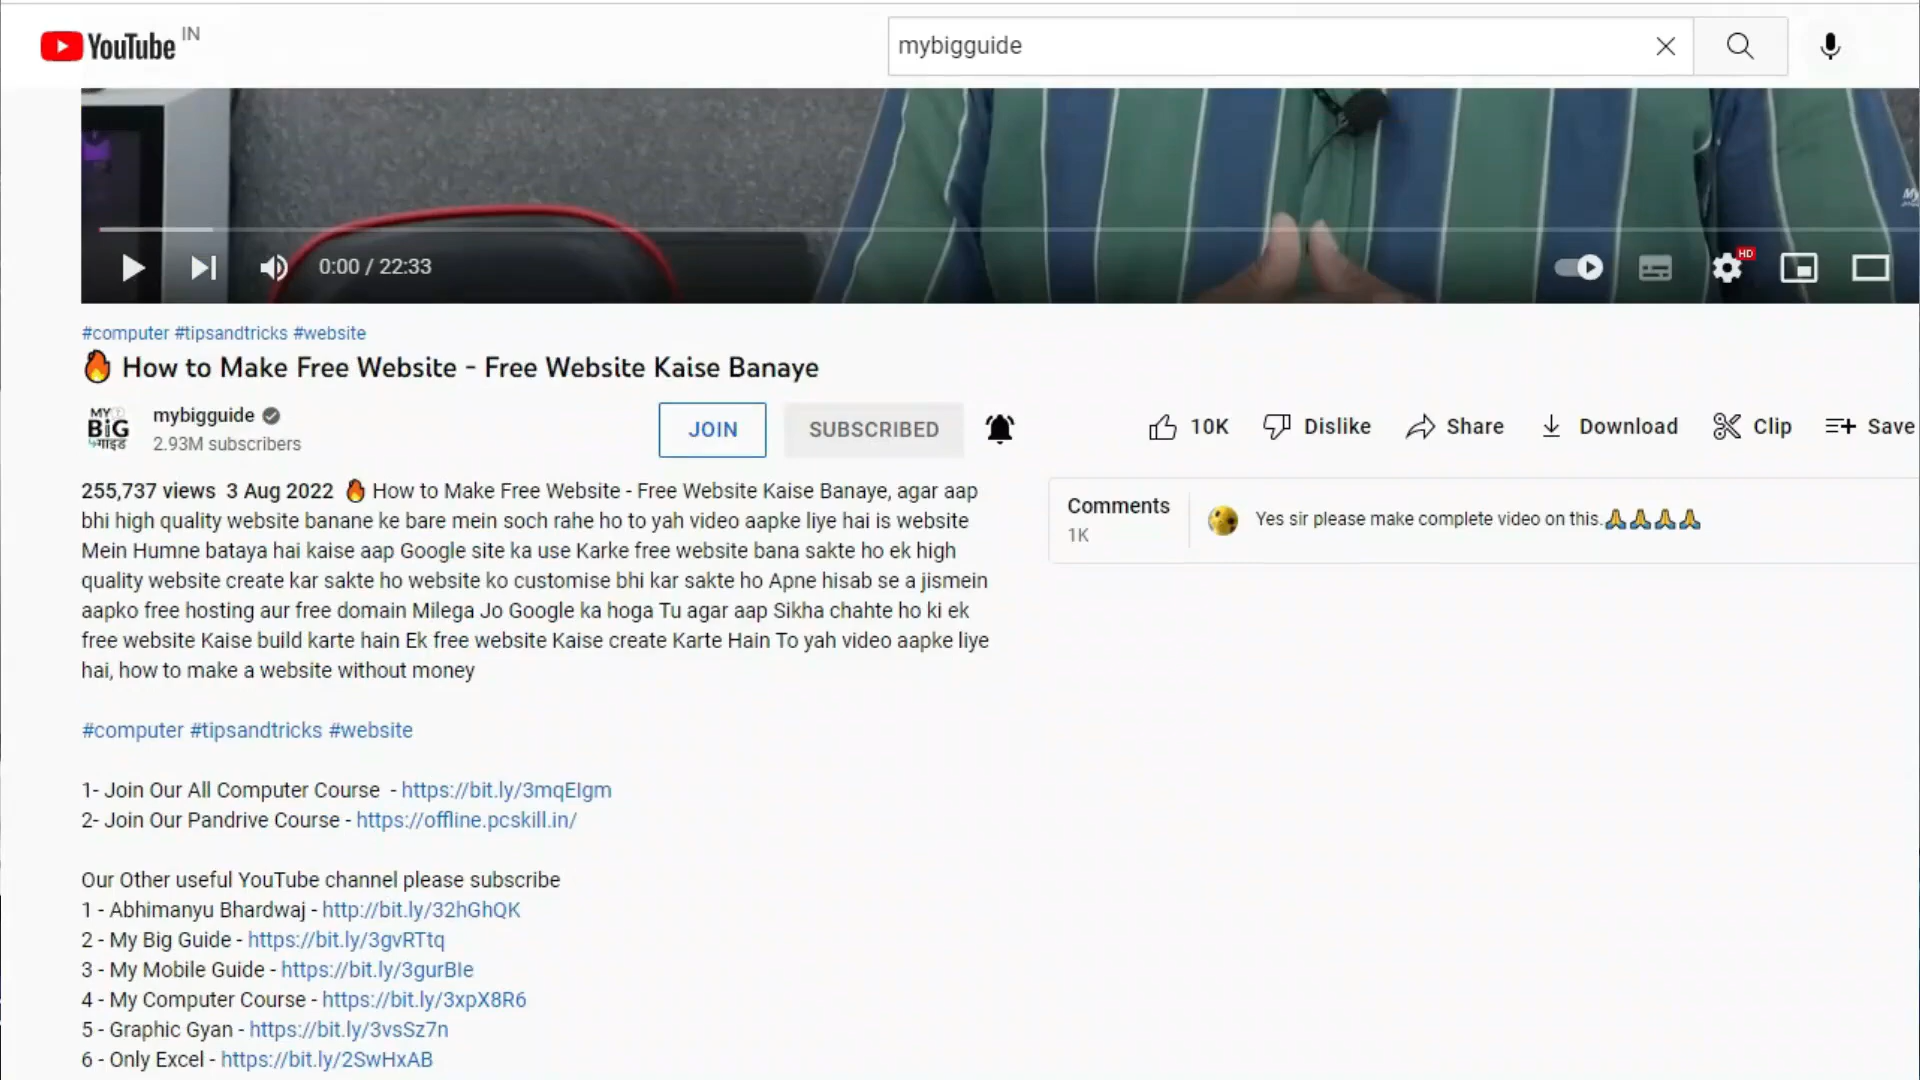 YouTube IN
mybigguide
0:00 / 22:33
HD
#computer #tipsandtricks #website
🔥 How to Make Free Website - Free Website Kaise Banaye
MY BiG गाइड
mybigguide
2.93M subscribers
JOIN
SUBSCRIBED
10K
Dislike
Share
Download
Clip
Save
255,737 views 3 Aug 2022 🔥 How to Make Free Website - Free Website Kaise Banaye, agar aap
bhi high quality website banane ke bare mein soch rahe ho to yah video aapke liye hai is website
Mein Humne bataya hai kaise aap Google site ka use Karke free website bana sakte ho ek high
quality website create kar sakte ho website ko customise bhi kar sakte ho Apne hisab se a jismein
aapko free hosting aur free domain Milega Jo Google ka hoga Tu agar aap Sikha chahte ho ki ek
free website Kaise build karte hain Ek free website Kaise create Karte Hain To yah video aapke liye
hai, how to make a website without money
#computer #tipsandtricks #website
1- Join Our All Computer Course - https://bit.ly/3mqEIgm
2- Join Our Pandrive Course - https://offline.pcskill.in/
Our Other useful YouTube channel please subscribe
1 - Abhimanyu Bhardwaj - http://bit.ly/32hGhQK
2 - My Big Guide - https://bit.ly/3gvRTtq
3 - My Mobile Guide - https://bit.ly/3gurBIe
4 - My Computer Course - https://bit.ly/3xpX8R6
5 - Graphic Gyan - https://bit.ly/3vsSz7n
6 - Only Excel - https://bit.ly/2SwHxAB
Comments
1K
Yes sir please make complete video on this.🙏🙏🙏🙏